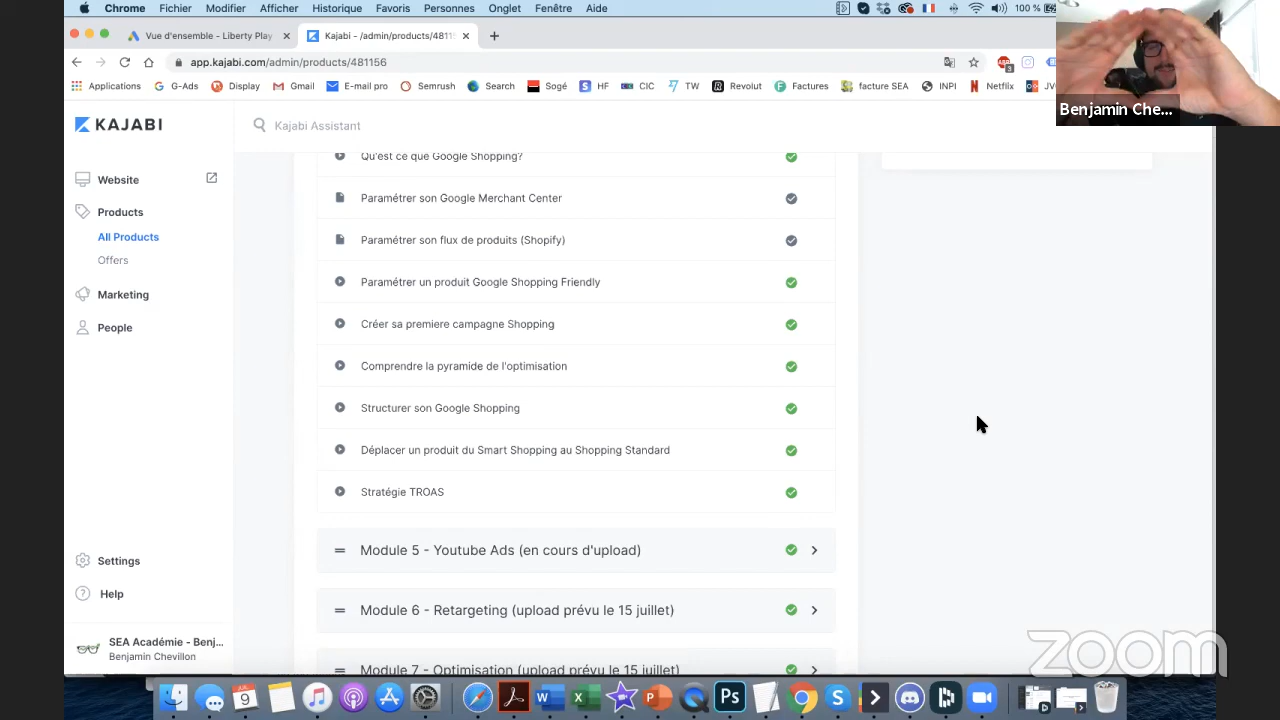 Chrome Fichier Modifier Afficher Historique Favoris Personnes Onglet Fenêtre Aide 100 %
Vue d'ensemble - Liberty Play
Kajabi - /admin/products/4811
app.kajabi.com/admin/products/481156
Applications G-Ads Display Gmail E-mail pro Semrush Search Sogé HF CIC TW Revolut Factures facture SEA INPI Netflix
Benjamin Che...
KAJABI
Kajabi Assistant
Website
Products
All Products
Offers
Marketing
People
Settings
Help
SEA Académie - Benj...
Benjamin Chevillon
Qu'est ce que Google Shopping?
Paramétrer son Google Merchant Center
Paramétrer son flux de produits (Shopify)
Paramétrer un produit Google Shopping Friendly
Créer sa premiere campagne Shopping
Comprendre la pyramide de l'optimisation
Structurer son Google Shopping
Déplacer un produit du Smart Shopping au Shopping Standard
Stratégie TROAS
Module 5 - Youtube Ads (en cours d'upload)
Module 6 - Retargeting (upload prévu le 15 juillet)
Module 7 - Optimisation (upload prévu le 15 juillet)
zoom
9
Ps